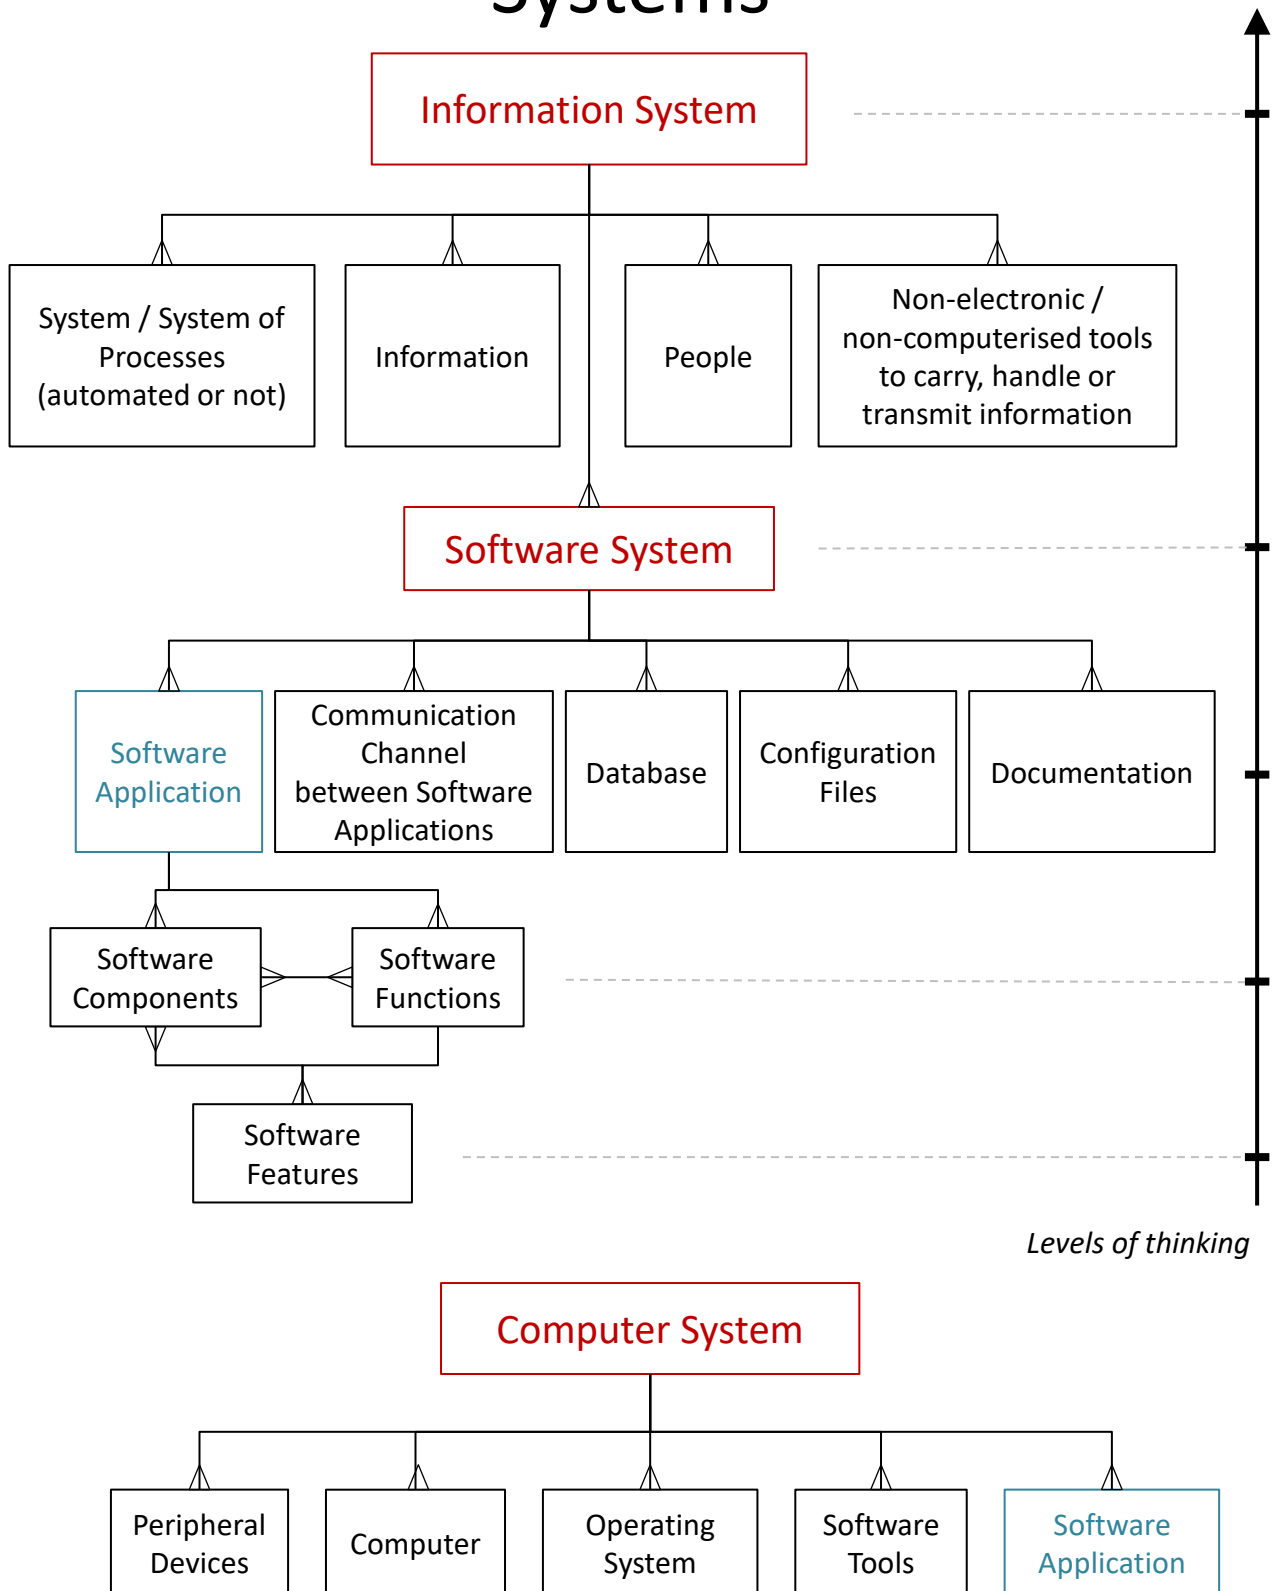 Systems
Information System
System / System of
Processes
(automated or not)
Information
People
Non-electronic /
non-computerised tools
to carry, handle or
transmit information
Software System
Software
Application
Communication
Channel
between Software
Applications
Database
Configuration
Files
Documentation
Software
Components
Software
Functions
Software
Features
Levels of thinking
Computer System
Peripheral
Devices
Computer
Operating
System
Software
Tools
Software
Application